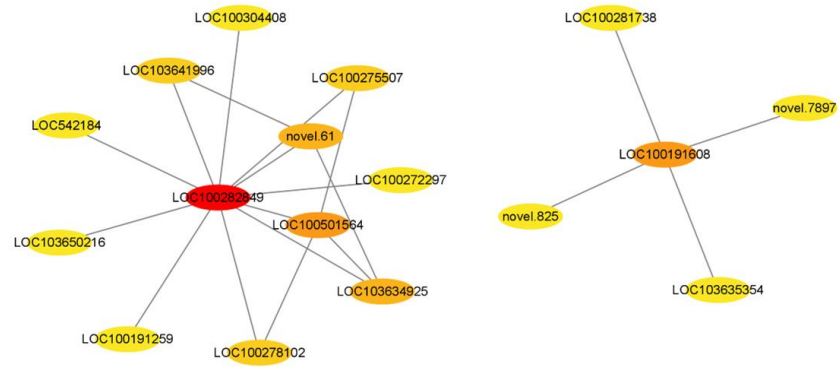 LOC100304408
LOC100281738
LOC103641996
LOC100275507
novel.7897
LOC542184
novel.61
LOC100191608
LOC100272297
LOC100282849
novel.825
LOC100501564
LOC103650216
LOC103634925
LOC103635354
LOC100191259
LOC100278102